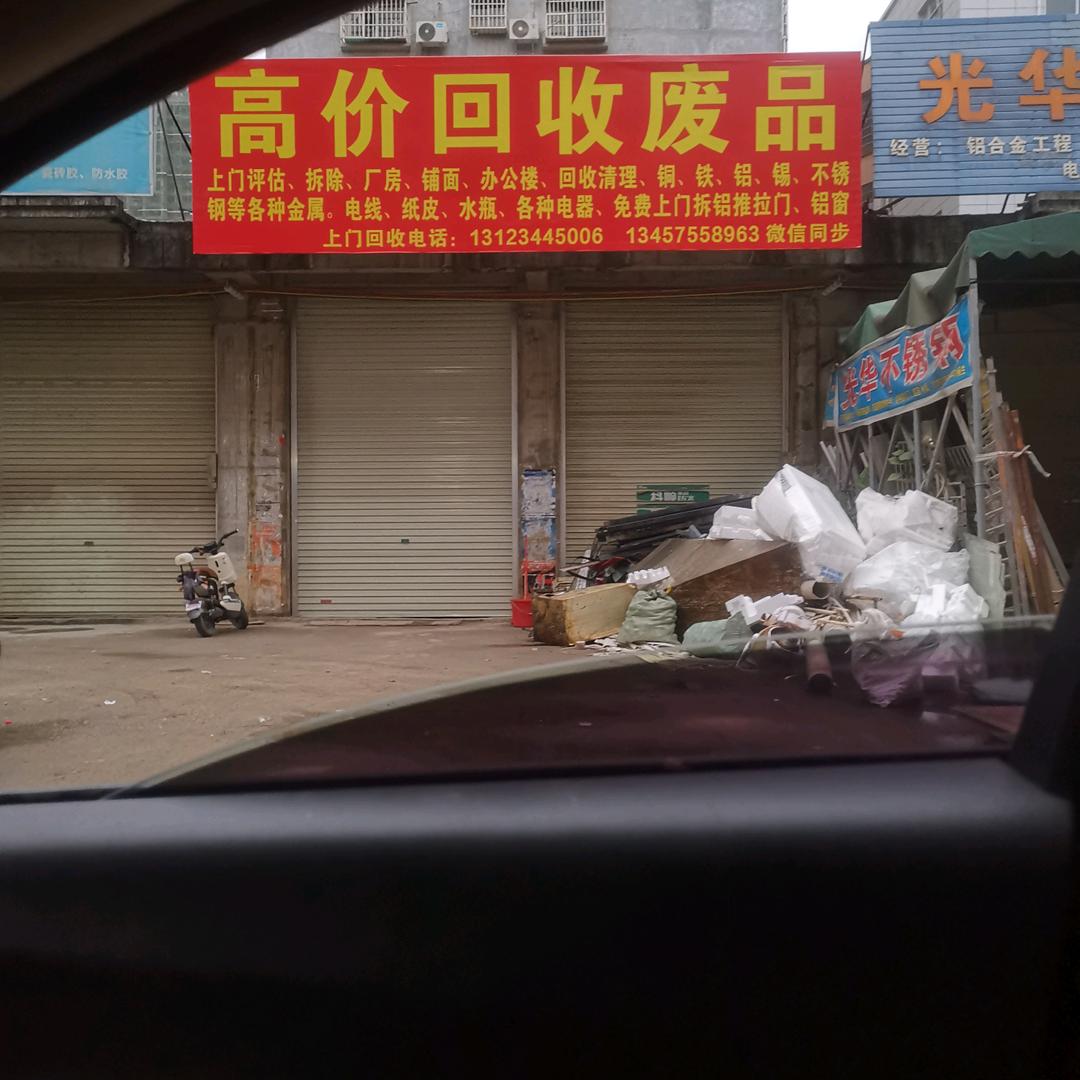 高价回收废品
上门评估、拆除、厂房、铺面、办公楼、回收清理、铜、铁、铝、锡、不锈
钢等各种金属。电线、纸皮、水瓶、各种电器、免费上门拆铝推拉门、铝窗
上门回收电话：13123445006 13457558963 微信同步
瓷砖胶、防水胶
光华
经营： 铝合金工程
电
光华不锈钢